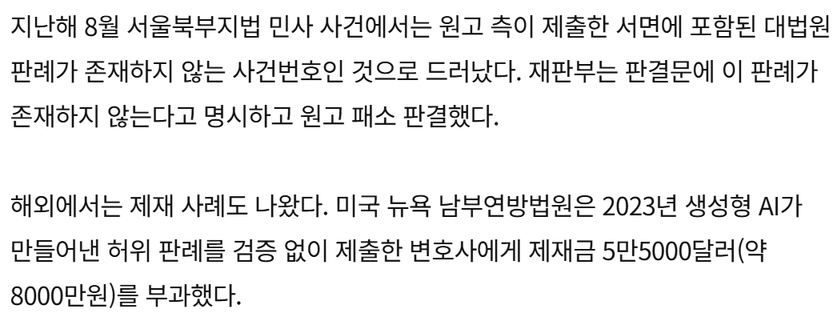 지난해 8월 서울북부지법 민사 사건에서는 원고 측이 제출한 서면에 포함된 대법원
판례가 존재하지 않는 사건번호인 것으로 드러났다. 재판부는 판결문에 이 판례가
존재하지 않는다고 명시하고 원고 패소 판결했다.
해외에서는 제재 사례도 나왔다. 미국 뉴욕 남부연방법원은 2023년 생성형 AI가
만들어낸 허위 판례를 검증 없이 제출한 변호사에게 제재금 5만5000달러(약
8000만원)를 부과했다.